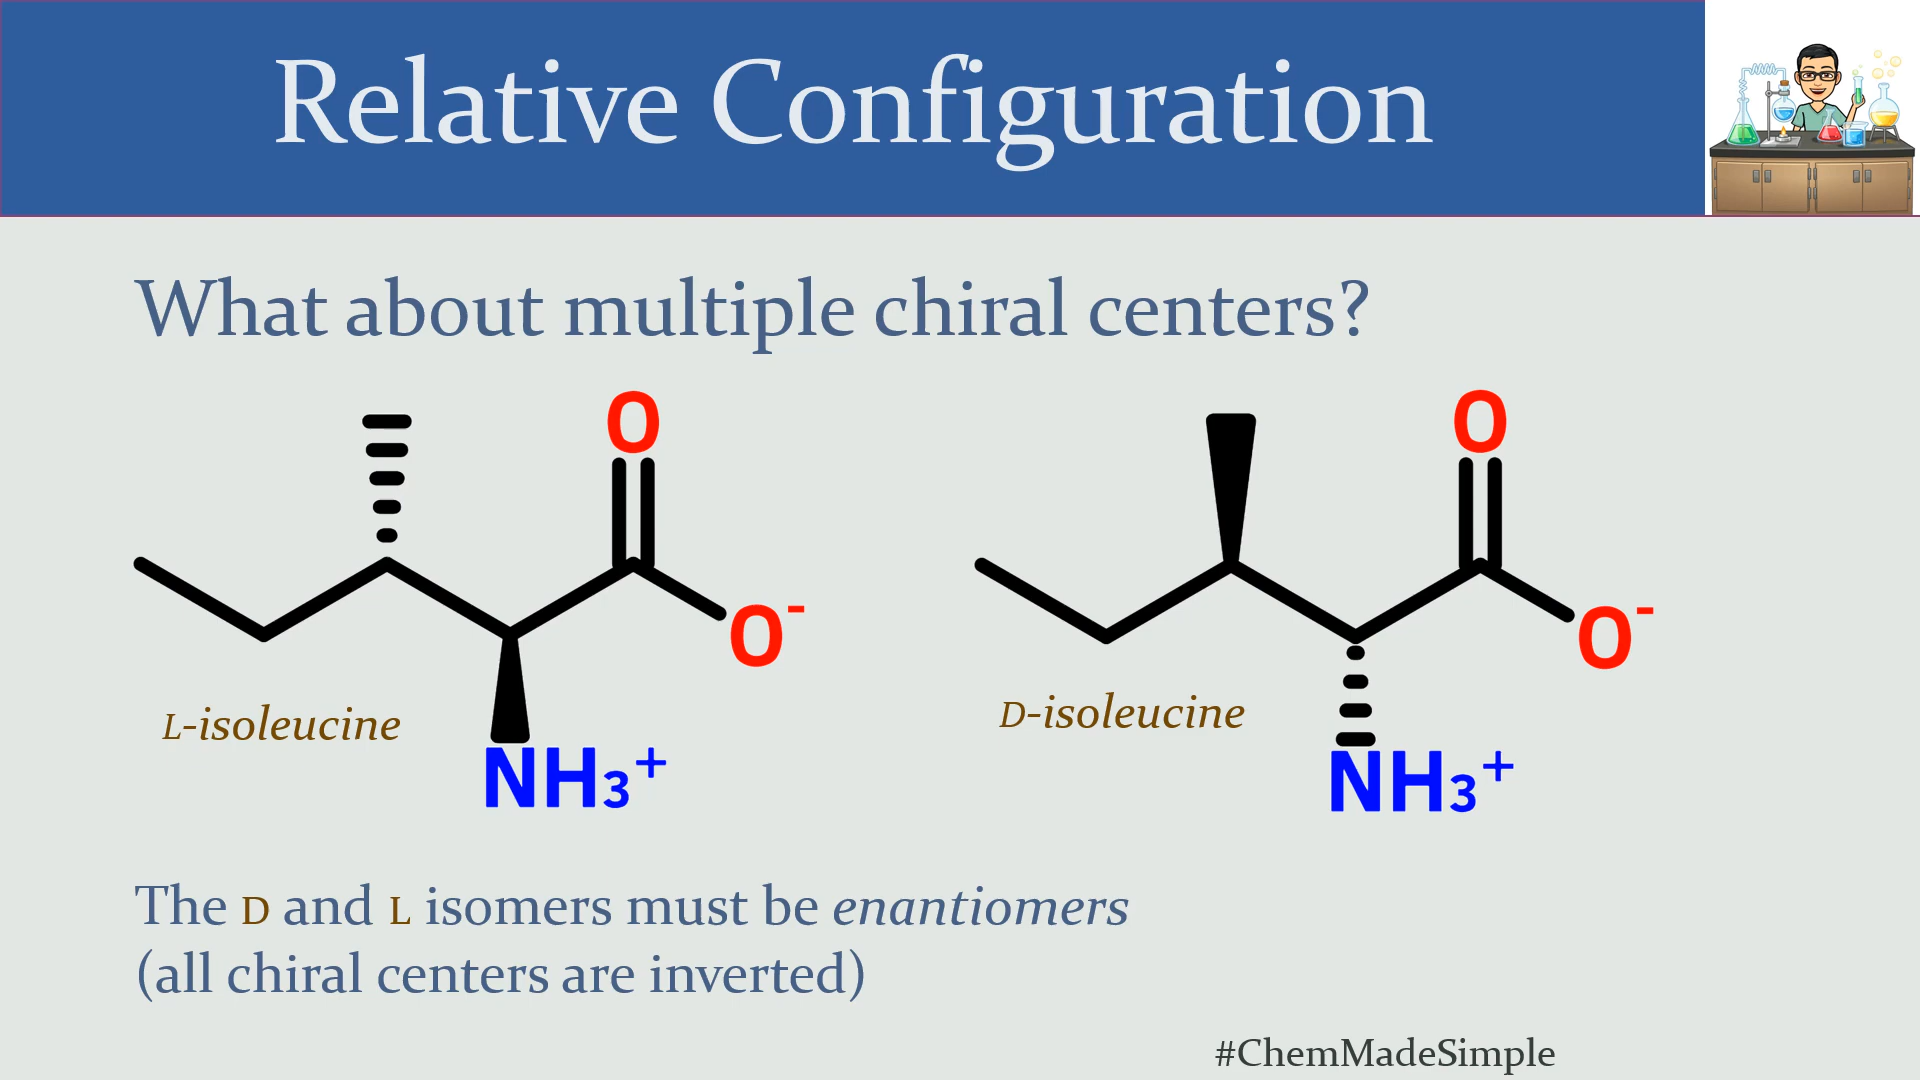 Relative Configuration
What about multiple chiral centers?
O
O
O⁻
O⁻
L-isoleucine
D-isoleucine
NH₃⁺
NH₃⁺
The D and L isomers must be enantiomers
(all chiral centers are inverted)
#ChemMadeSimple